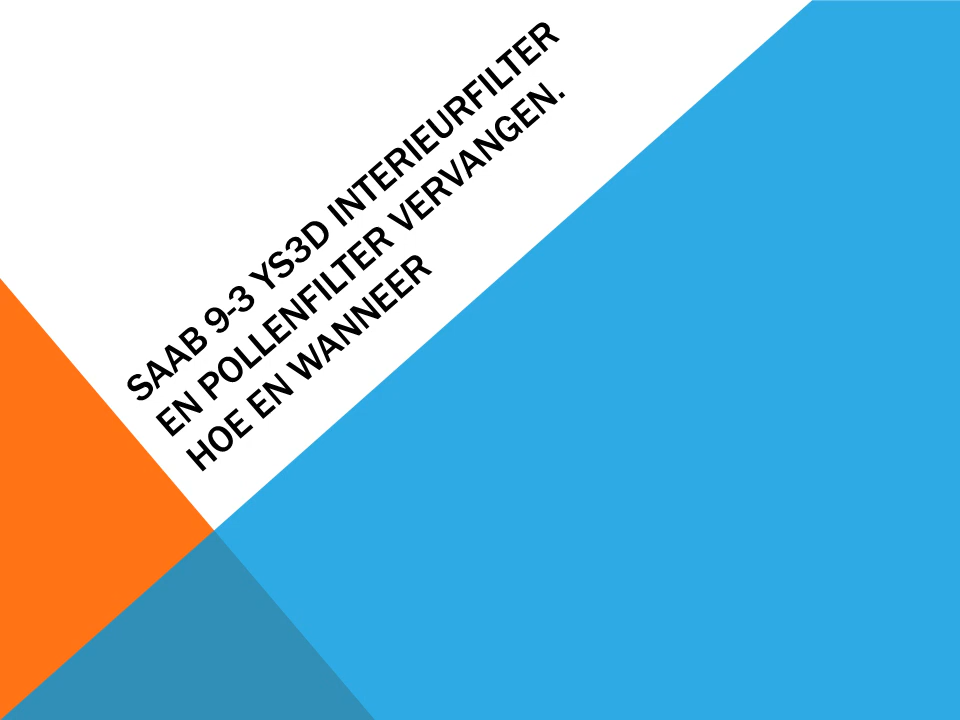 SAAB 9-3 YS3D INTERIEURFILTER
EN POLLENFILTER VERVANGEN.
HOE EN WANNEER